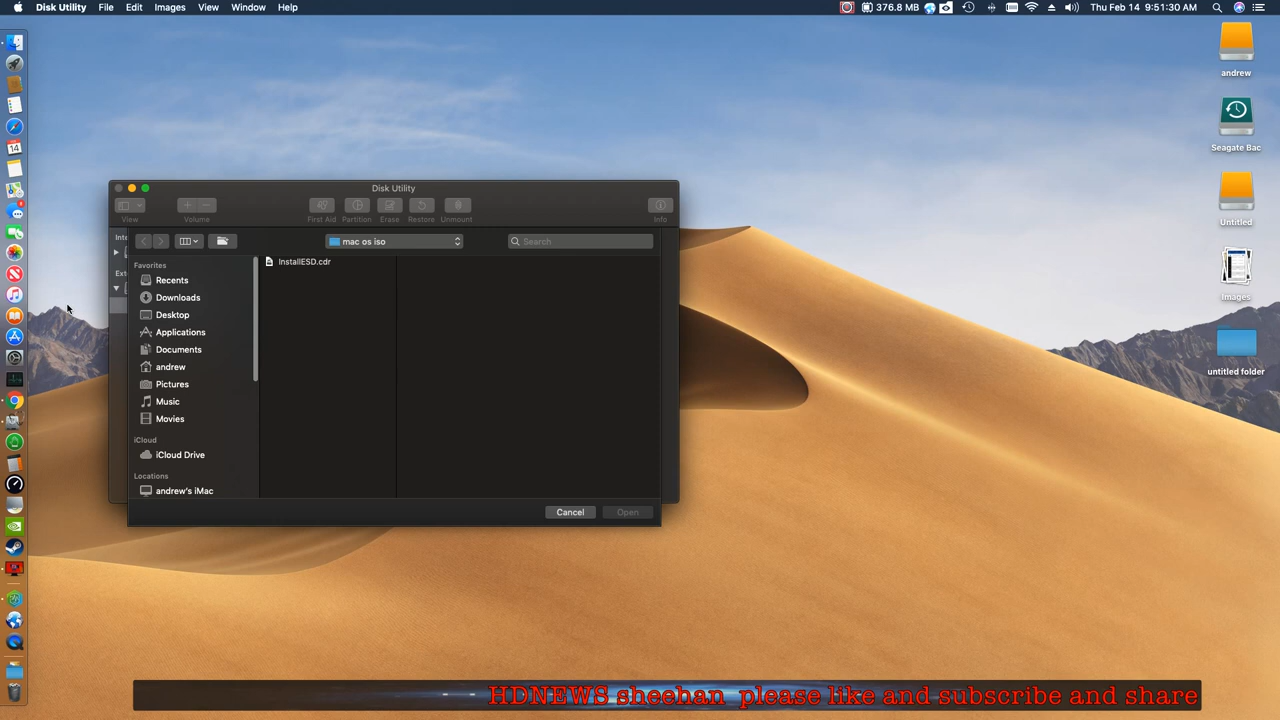 Disk Utility File Edit Images View Window Help 376.8 MB Thu Feb 14 9:51:30 AM
14
andrew
Seagate Bac
Untitled
Images
untitled folder
Disk Utility
View Volume First Aid Partition Erase Restore Unmount Info
Inte
Exte
mac os iso
Search
Favorites
Recents
Downloads
Desktop
Applications
Documents
andrew
Pictures
Music
Movies
iCloud
iCloud Drive
Locations
andrew's iMac
InstallESD.cdr
Cancel Open
HDNEWS sheehan please like and subscribe and share